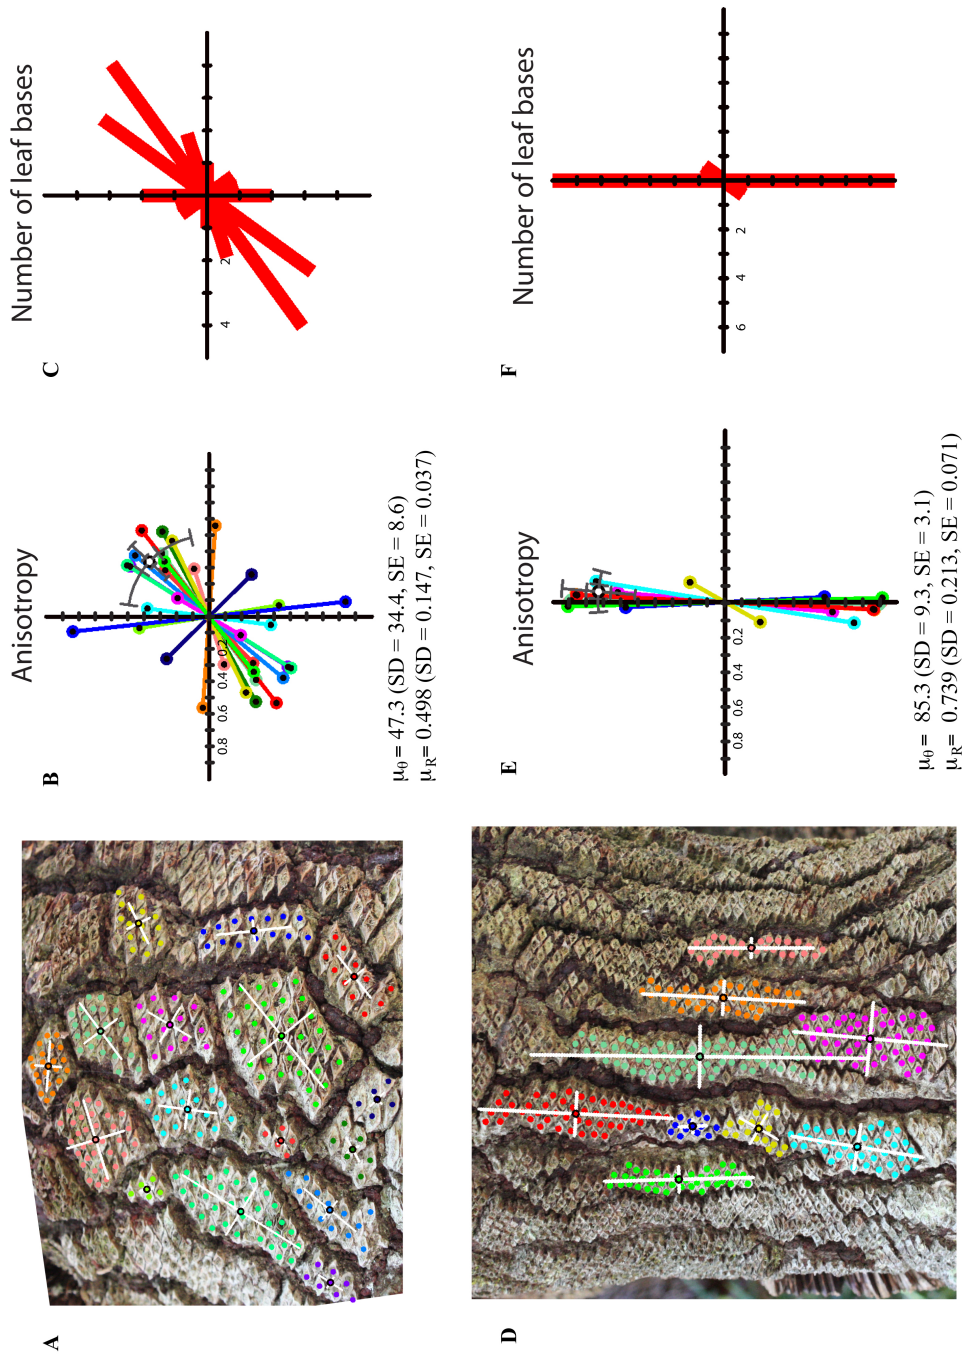 A
B
Anisotropy
0.2
0.4
0.6
0.8
μθ = 47.3 (SD = 34.4, SE = 8.6)
μR = 0.498 (SD = 0.147, SE = 0.037)
C
Number of leaf bases
2
4
D
E
Anisotropy
0.2
0.4
0.6
0.8
μθ = 85.3 (SD = 9.3, SE = 3.1)
μR = 0.739 (SD = 0.213, SE = 0.071)
F
Number of leaf bases
2
4
6